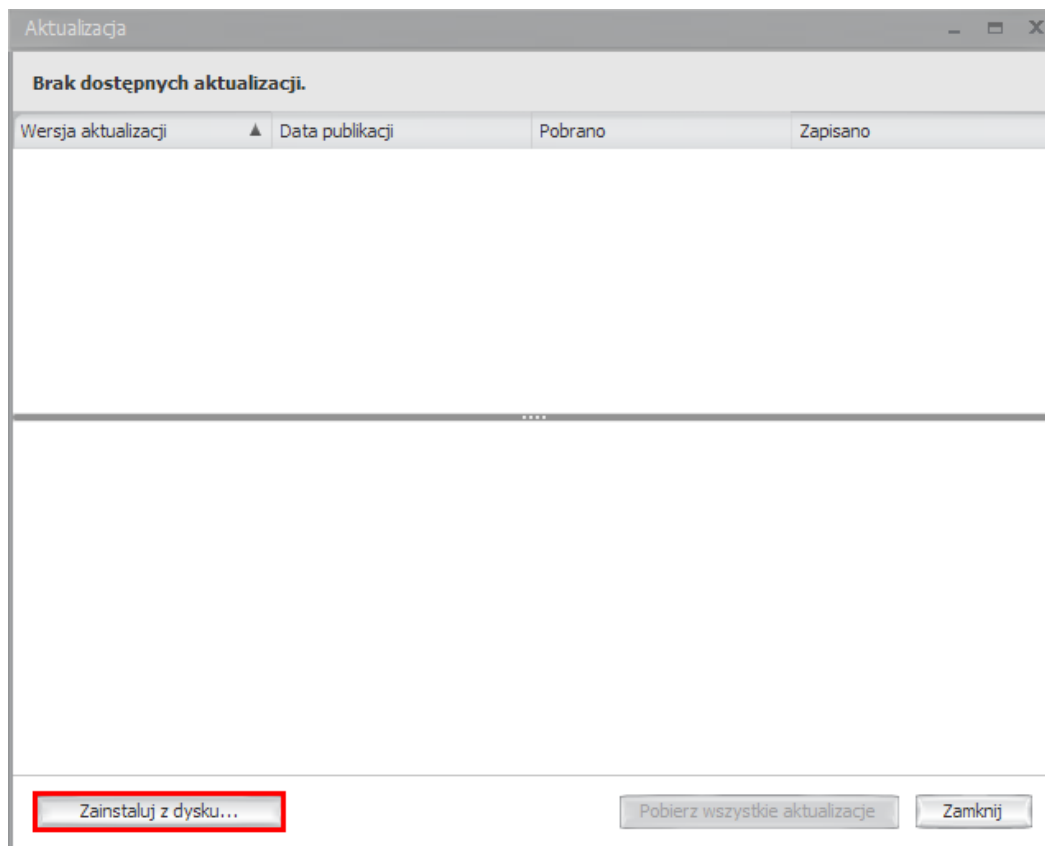 Aktualizacja
Brak dostępnych aktualizacji.
Wersja aktualizacji Data publikacji Pobrano Zapisano
Zainstaluj z dysku... Pobierz wszystkie aktualizacje Zamknij